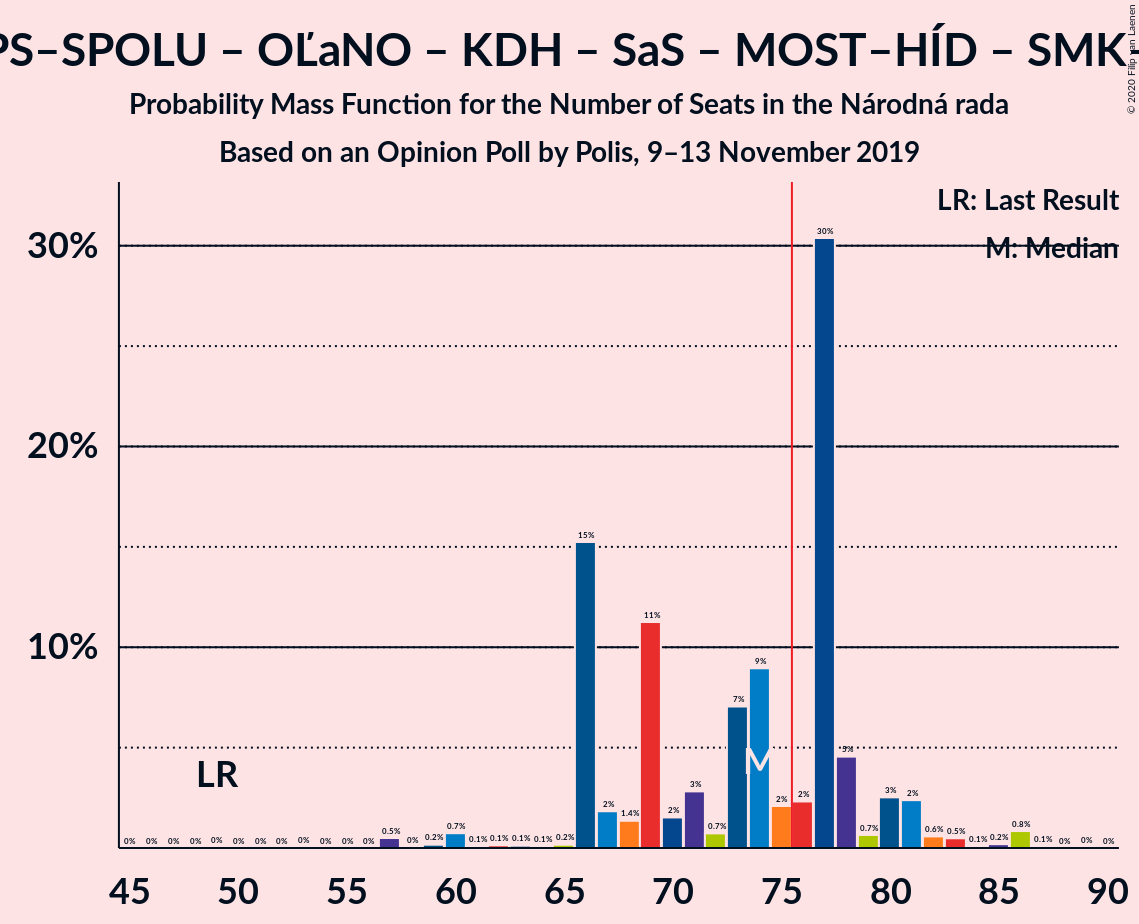 PS–SPOLU – OĽaNO – KDH – SaS – MOST–HÍD – SMK–
© 2020 Filip van Laenen
Probability Mass Function for the Number of Seats in the Národná rada
Based on an Opinion Poll by Polis, 9–13 November 2019
LR: Last Result
M: Median
30%
20%
10%
LR
M
0% 0% 0% 0% 0% 0% 0% 0% 0% 0% 0% 0% 0.5% 0% 0.2% 0.7% 0.1% 0.1% 0.1% 0.1% 0.2% 15% 2% 1.4% 11% 2% 3% 0.7% 7% 9% 2% 2% 30% 5% 0.7% 3% 2% 0.6% 0.5% 0.1% 0.2% 0.8% 0.1% 0% 0% 0%
45 50 55 60 65 70 75 80 85 90